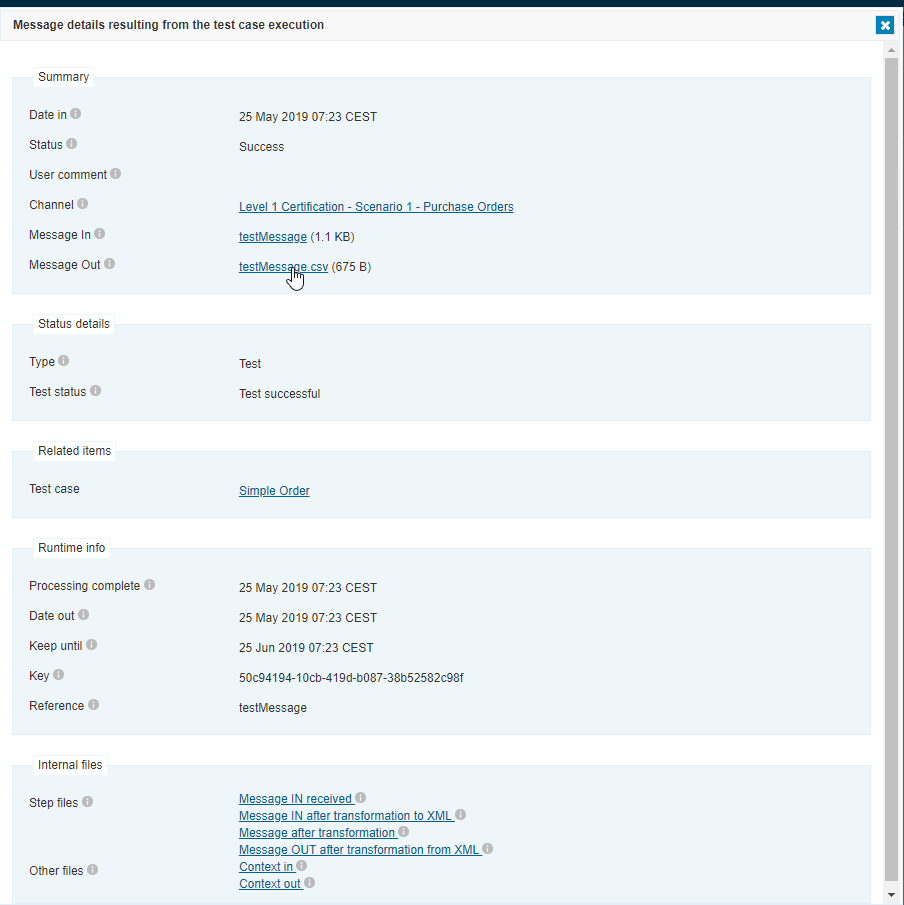 Message details resulting from the test case execution
Summary
Date in 25 May 2019 07:23 CEST
Status Success
User comment
Channel Level 1 Certification - Scenario 1 - Purchase Orders
Message In testMessage (1.1 KB)
Message Out testMessage.csv (675 B)
Status details
Type Test
Test status Test successful
Related items
Test case Simple Order
Runtime info
Processing complete 25 May 2019 07:23 CEST
Date out 25 May 2019 07:23 CEST
Keep until 25 Jun 2019 07:23 CEST
Key 50c94194-10cb-419d-b087-38b52582c98f
Reference testMessage
Internal files
Step files Message IN received
Message IN after transformation to XML
Message after transformation
Message OUT after transformation from XML
Other files Context in
Context out